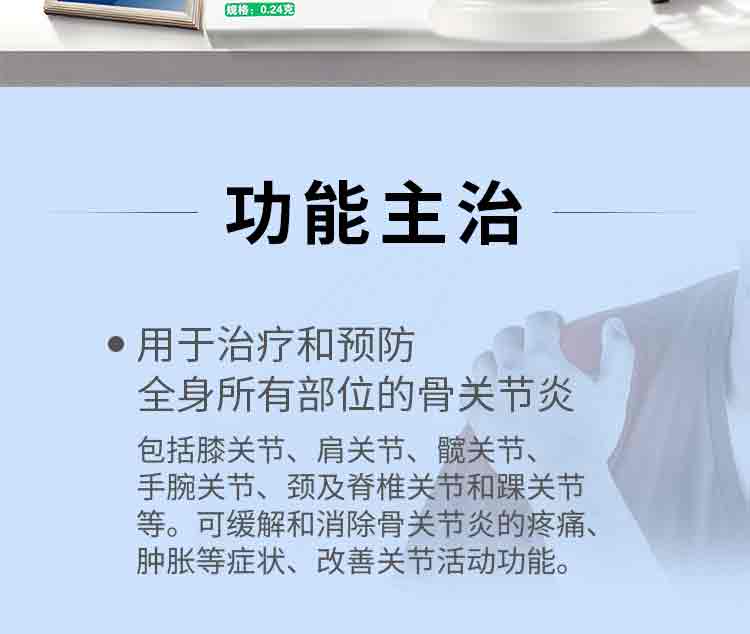 规格：0.24克
功能主治
用于治疗和预防
全身所有部位的骨关节炎
包括膝关节、肩关节、髋关节、
手腕关节、颈及脊椎关节和踝关节
等。可缓解和消除骨关节炎的疼痛、
肿胀等症状、改善关节活动功能。